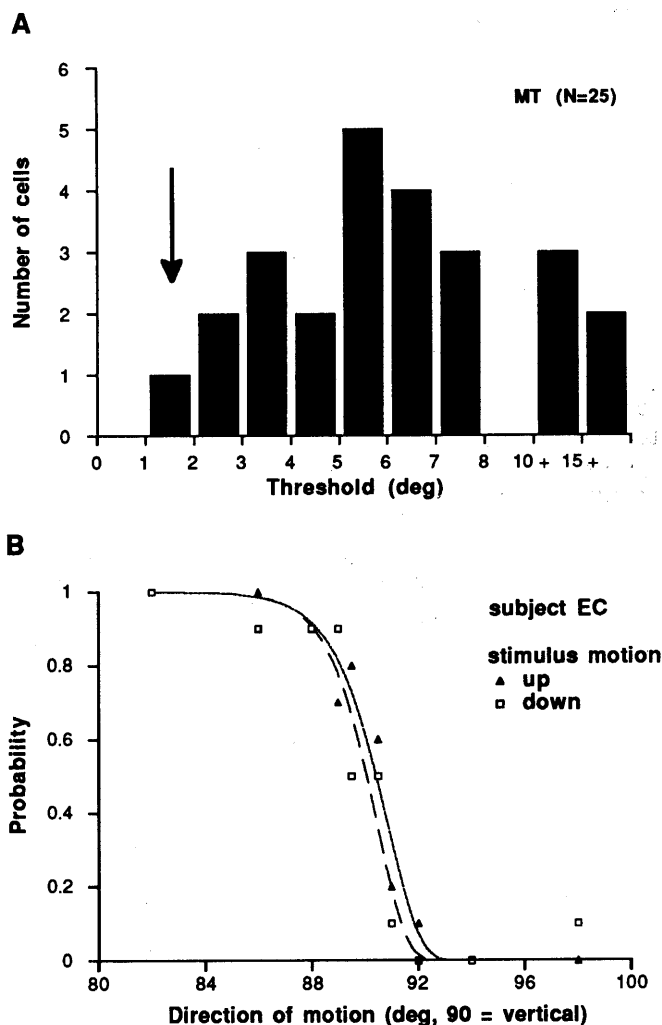 A
6
5
4
3
2
1
0
Number of cells
MT (N=25)
0 1 2 3 4 5 6 7 8 10 + 15 +
Threshold (deg)
B
1
0.8
0.6
0.4
0.2
0
Probability
subject EC
stimulus motion
up
down
80 84 88 92 96 100
Direction of motion (deg, 90 = vertical)